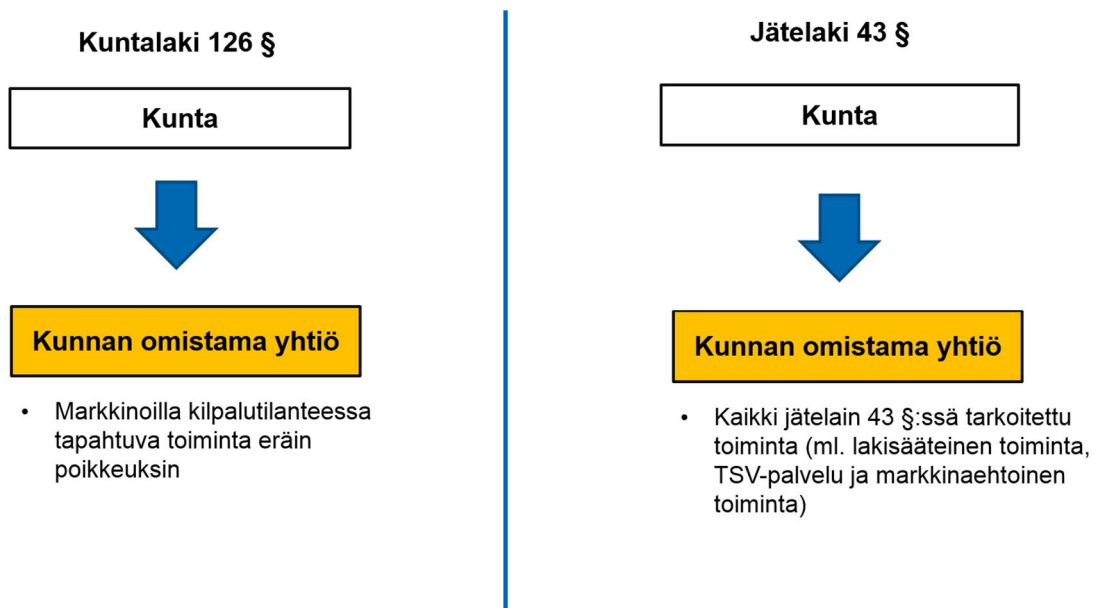 Kuntalaki 126 §
Kunta
Kunnan omistama yhtiö
• Markkinoilla kilpalutilanteessa
tapahtuva toiminta eräin
poikkeuksin
Jätelaki 43 §
Kunta
Kunnan omistama yhtiö
• Kaikki jätelain 43 §:ssä tarkoitettu
toiminta (ml. lakisääteinen toiminta,
TSV-palvelu ja markkinaehtoinen
toiminta)